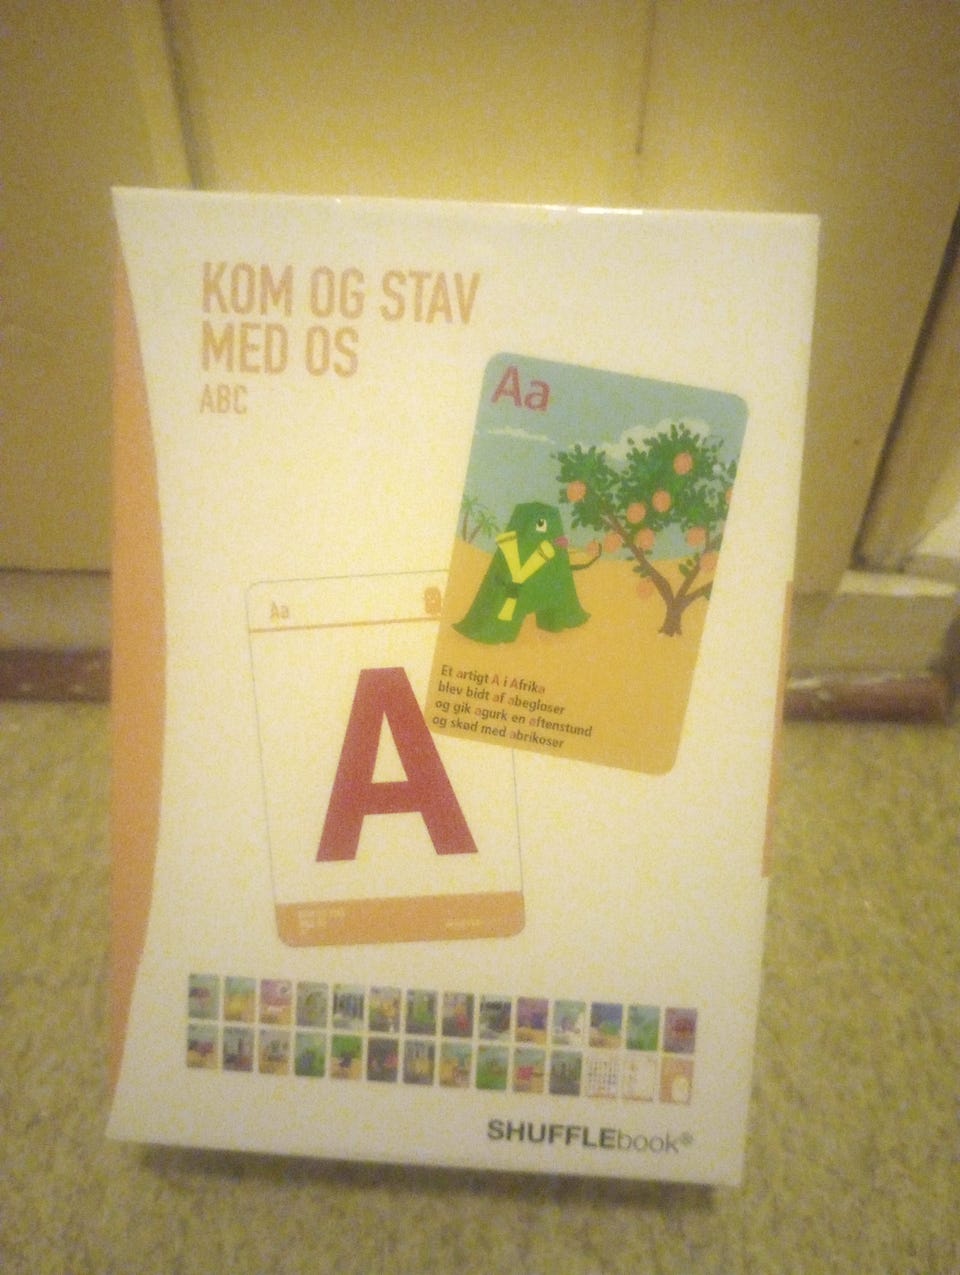 KOM OG STAV
MED OS
ABC
Aa
Et artigt A i Afrika
blev bidt af abegløser
og gik agurk en aftenstund
og skød med abrikoser
Aa
A
SHUFFLEbook®